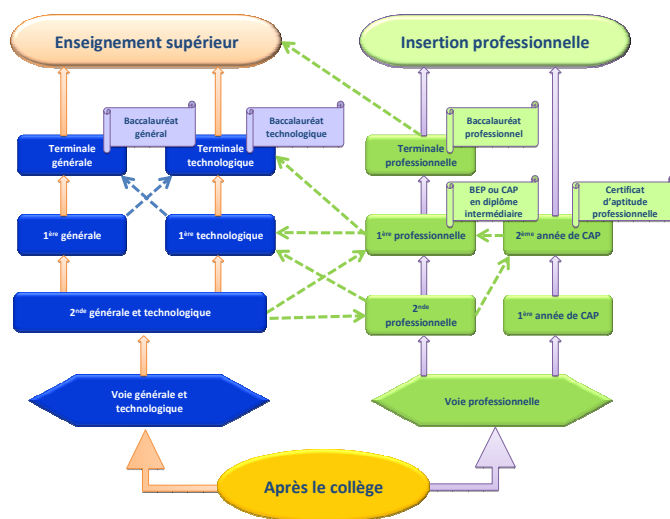 Enseignement supérieur
Insertion professionnelle
Baccalauréat
général
Baccalauréat
technologique
Baccalauréat
professionnel
Terminale
générale
Terminale
technologique
Terminale
professionnelle
BEP ou CAP
en diplôme
intermédiaire
Certificat
d'aptitude
professionnelle
1ère générale
1ère technologique
1ère professionnelle
2ème année de CAP
2nde générale et technologique
2nde
professionnelle
1ère année de CAP
Voie générale et
technologique
Voie professionnelle
Après le collège